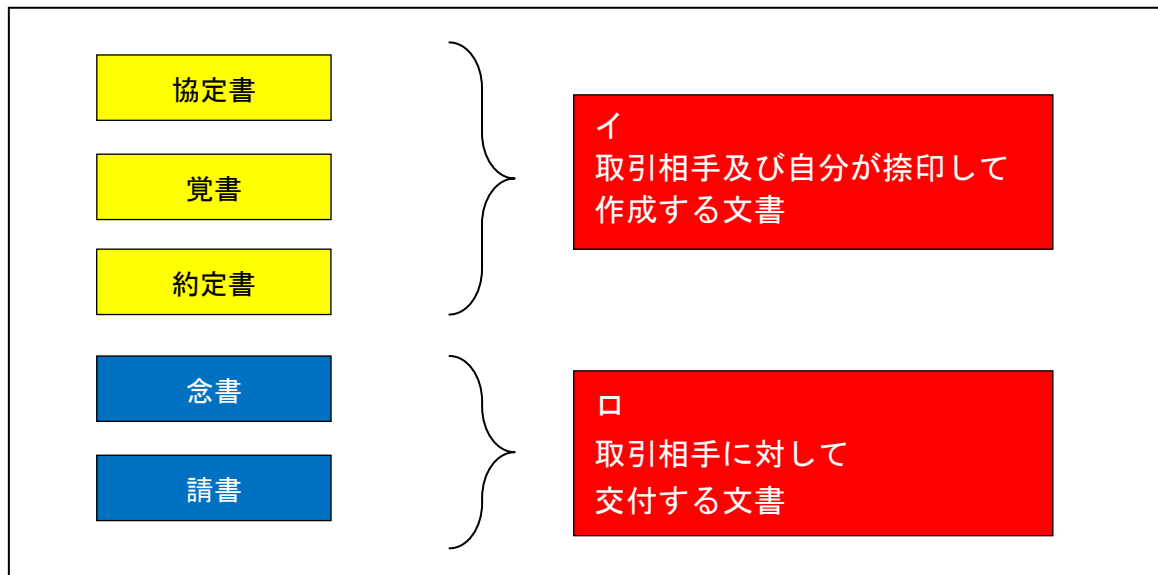 協定書
覚書
約定書
イ
取引相手及び自分が捺印して
作成する文書
念書
請書
ロ
取引相手に対して
交付する文書